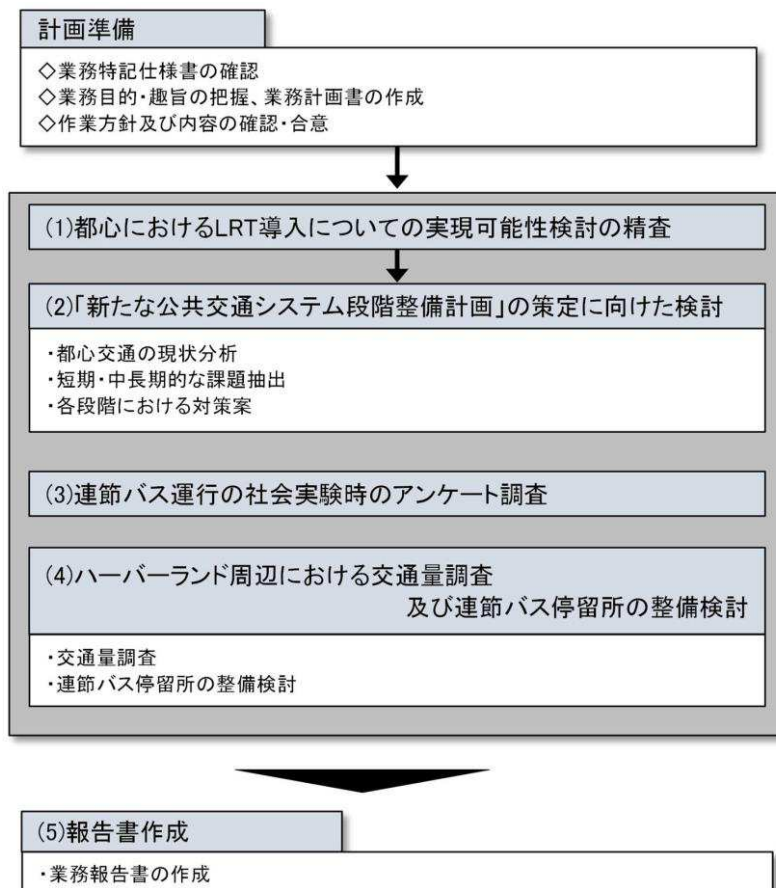 計画準備
◇業務特記仕様書の確認
◇業務目的・趣旨の把握、業務計画書の作成
◇作業方針及び内容の確認・合意
(1)都心におけるLRT導入についての実現可能性検討の精査
(2)「新たな公共交通システム段階整備計画」の策定に向けた検討
・都心交通の現状分析
・短期・中長期的な課題抽出
・各段階における対策案
(3)連節バス運行の社会実験時のアンケート調査
(4)ハーバーランド周辺における交通量調査
及び連節バス停留所の整備検討
・交通量調査
・連節バス停留所の整備検討
(5)報告書作成
・業務報告書の作成